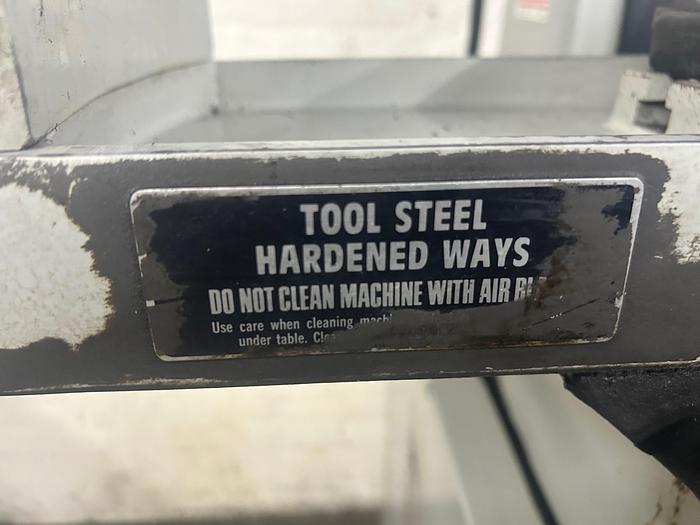 TOOL STEEL
HARDENED WAYS
DO NOT CLEAN MACHINE WITH AIR
Use care when cleaning
under table.